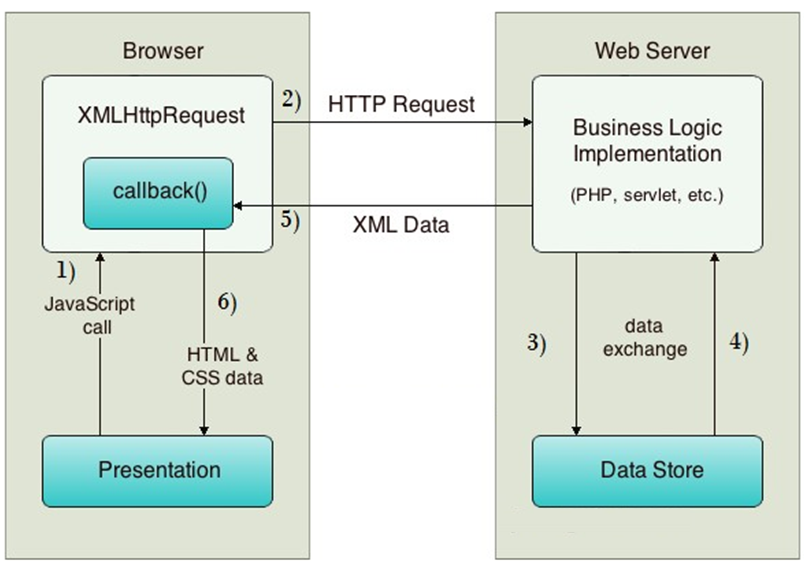 Browser
Web Server
XMLHttpRequest
callback()
2)
HTTP Request
Business Logic
Implementation
(PHP, servlet, etc.)
5)
XML Data
1)
JavaScript
call
6)
HTML &
CSS data
3)
data
exchange
4)
Presentation
Data Store